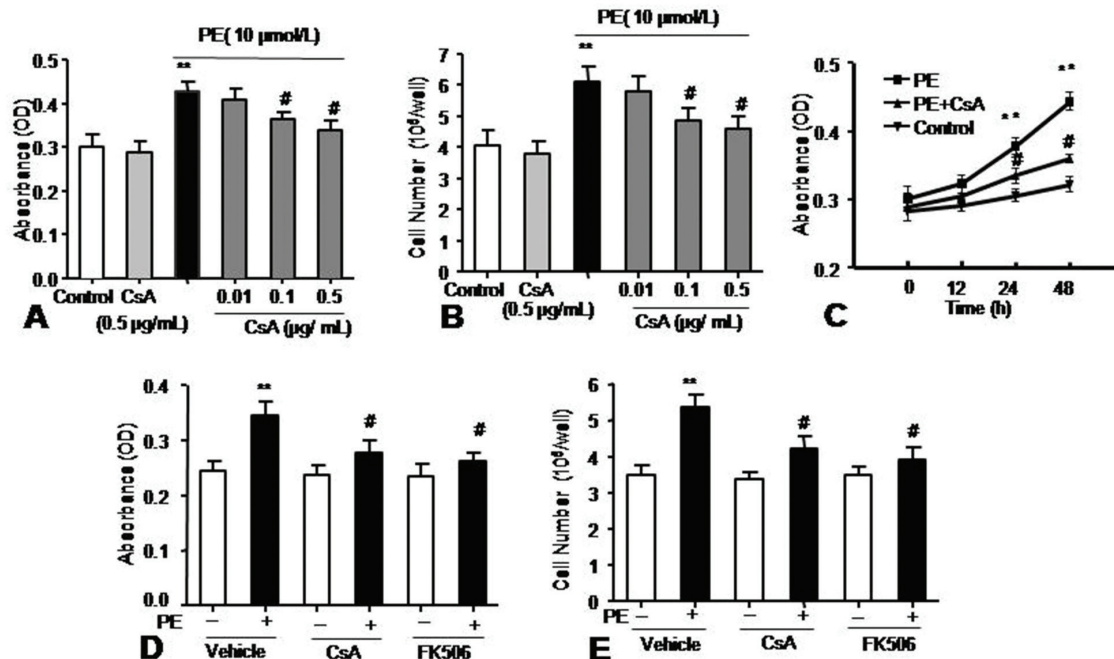 PE( 10 µmol/L)
**
#
#
Absorbance (OD)
0.5
0.4
0.3
0.2
0.1
0.0
Control
CsA
(0.5 µg/mL)
0.01
0.1
0.5
CsA (µg/ mL)
A
PE(10 µmol/L)
**
#
#
Cell Number (10⁶/well)
7
6
5
4
3
2
1
0
Control
CsA
(0.5 µg/mL)
0.01
0.1
0.5
CsA (µg/ mL)
B
PE
PE+CsA
Control
**
**
#
#
Absorbance (OD)
0.5
0.4
0.3
0.2
0
12
24
48
Time (h)
C
**
#
#
Absorbance (OD)
0.4
0.3
0.2
0.1
0.0
PE
– + – + – +
Vehicle
CsA
FK506
D
**
#
#
Cell Number (10⁶/well)
6
5
4
3
2
1
0
PE
– + – + – +
Vehicle
CsA
FK506
E